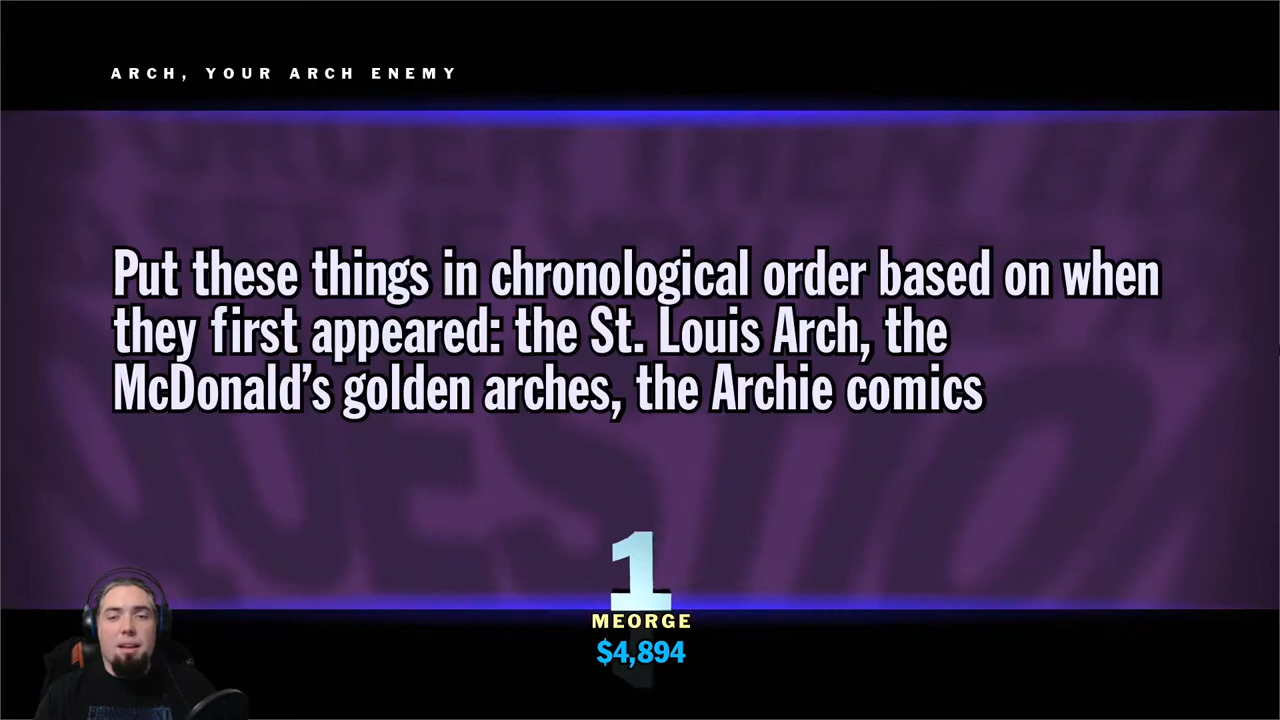 ARCH, YOUR ARCH ENEMY
Put these things in chronological order based on when
they first appeared: the St. Louis Arch, the
McDonald's golden arches, the Archie comics
QUESTION
1
MEORGE
$4,894